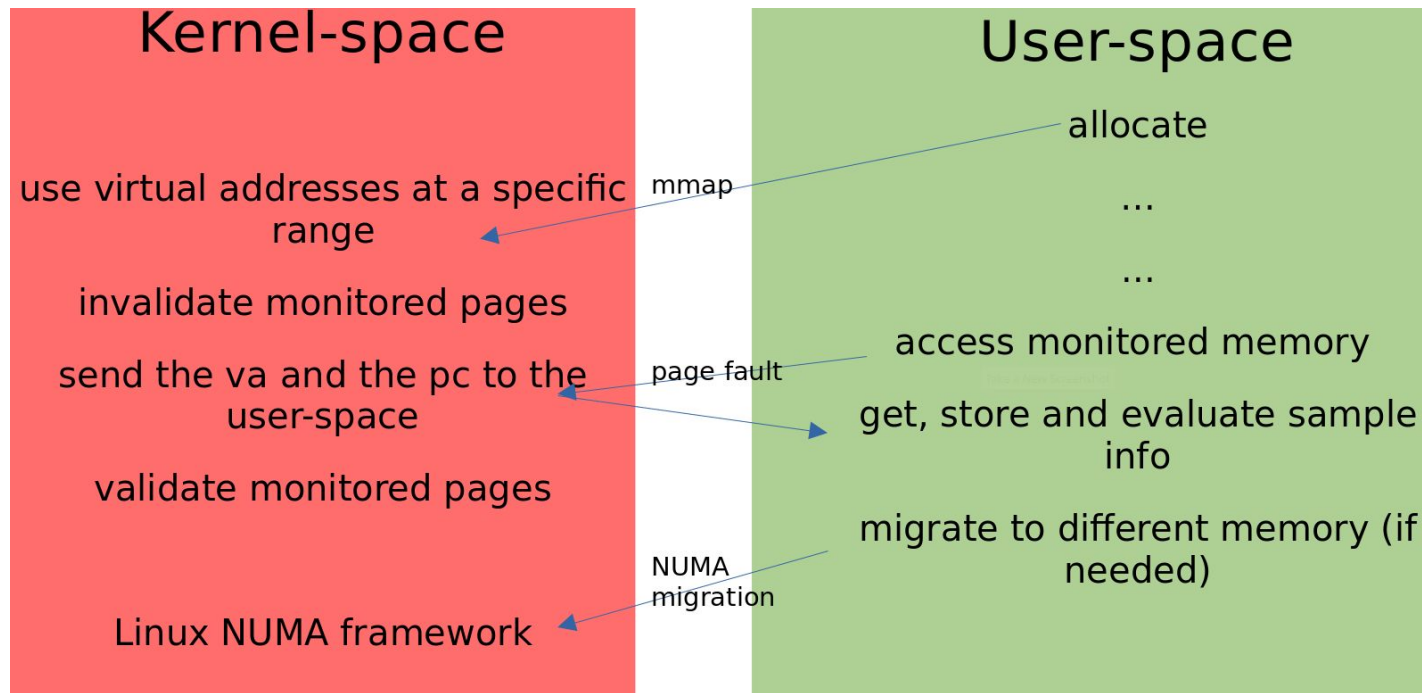 Kernel-space
use virtual addresses at a specific
range
invalidate monitored pages
send the va and the pc to the
user-space
validate monitored pages
Linux NUMA framework
mmap
page fault
NUMA
migration
User-space
allocate
...
...
access monitored memory
get, store and evaluate sample
info
migrate to different memory (if
needed)